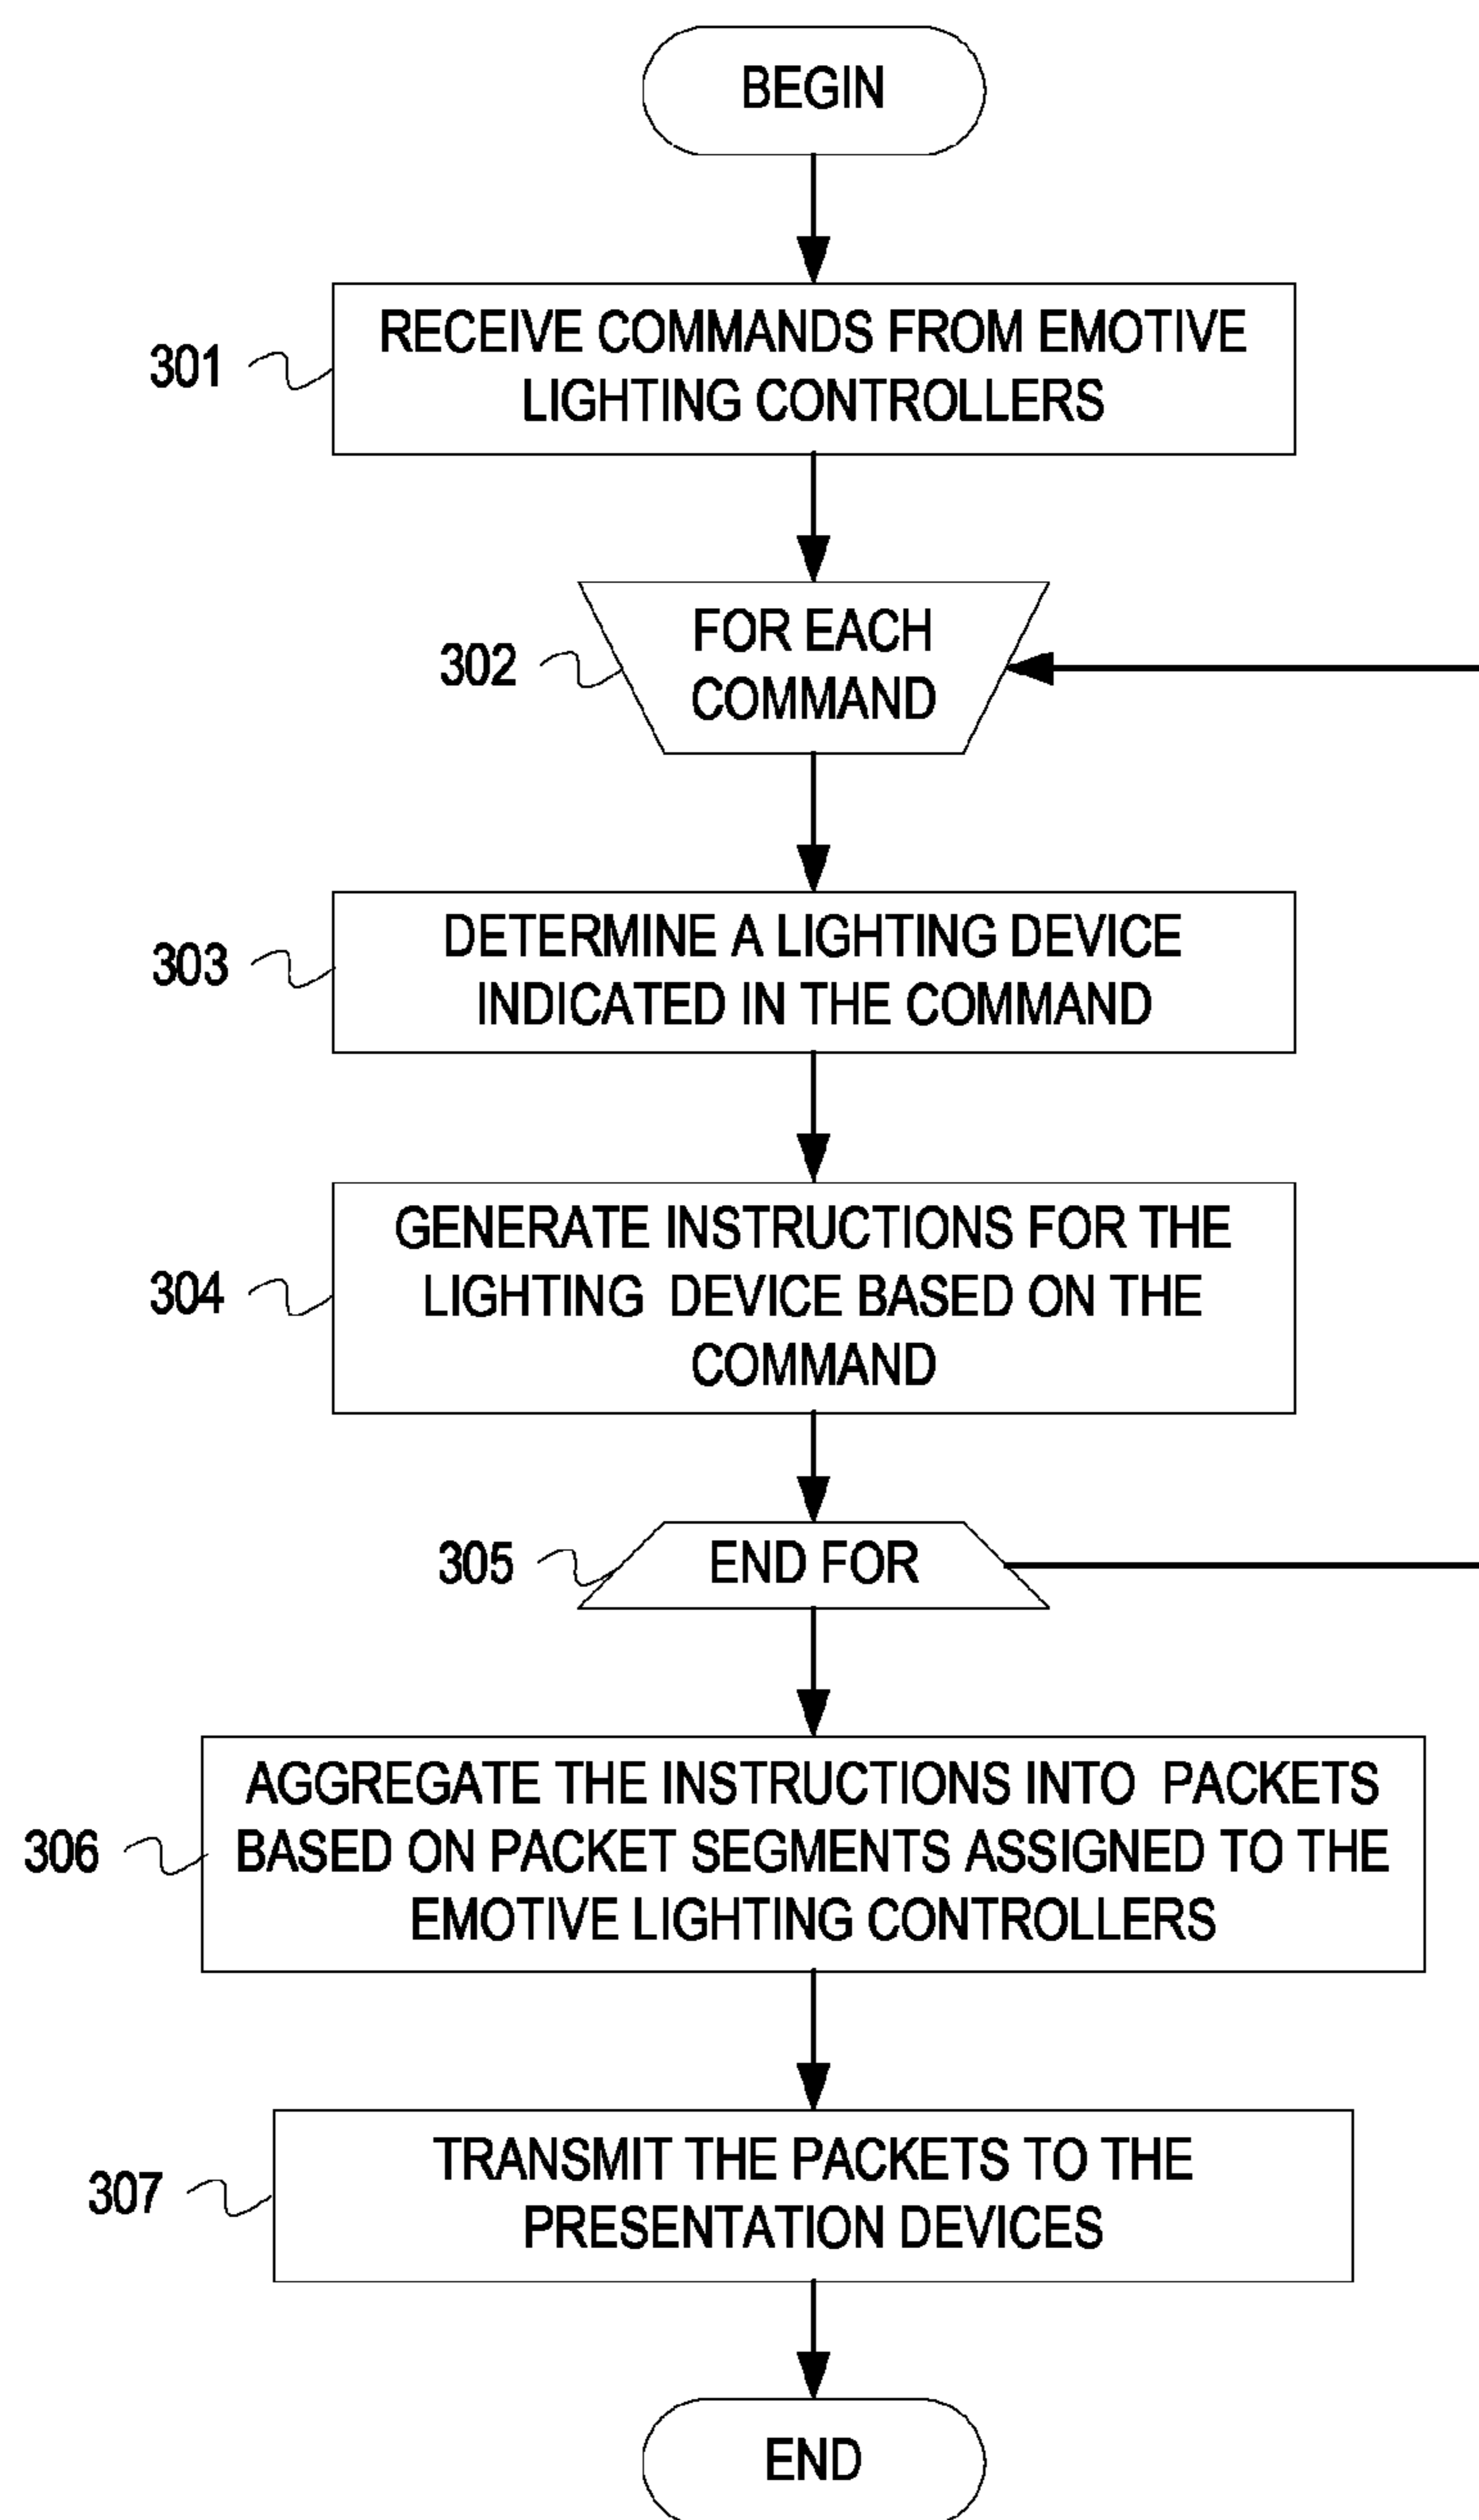 BEGIN
301
RECEIVE COMMANDS FROM EMOTIVE
LIGHTING CONTROLLERS
302
FOR EACH
COMMAND
303
DETERMINE A LIGHTING DEVICE
INDICATED IN THE COMMAND
304
GENERATE INSTRUCTIONS FOR THE
LIGHTING DEVICE BASED ON THE
COMMAND
305
END FOR
306
AGGREGATE THE INSTRUCTIONS INTO PACKETS
BASED ON PACKET SEGMENTS ASSIGNED TO THE
EMOTIVE LIGHTING CONTROLLERS
307
TRANSMIT THE PACKETS TO THE
PRESENTATION DEVICES
END